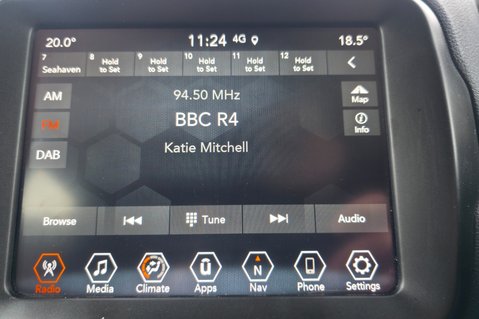 20.0° 11:24 4G 18.5°
7 Seahaven 8 Hold to Set 9 Hold to Set 10 Hold to Set 11 Hold to Set 12 Hold to Set
AM 94.50 MHz Map
FM BBC R4 Info
DAB Katie Mitchell
Browse Tune Audio
Radio Media Climate Apps N Nav Phone Settings